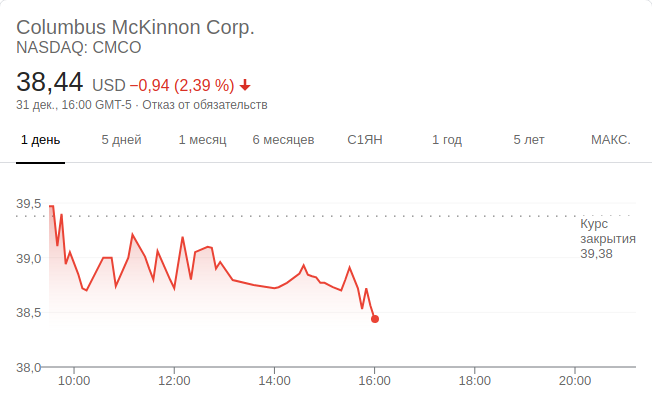 Columbus McKinnon Corp.
NASDAQ: CMCO
38,44 USD −0,94 (2,39 %)
31 дек., 16:00 GMT-5 · Отказ от обязательств
1 день 5 дней 1 месяц 6 месяцев С1ЯН 1 год 5 лет МАКС.
39,5
Курс
закрытия
39,38
39,0
38,5
38,0
10:00 12:00 14:00 16:00 18:00 20:00